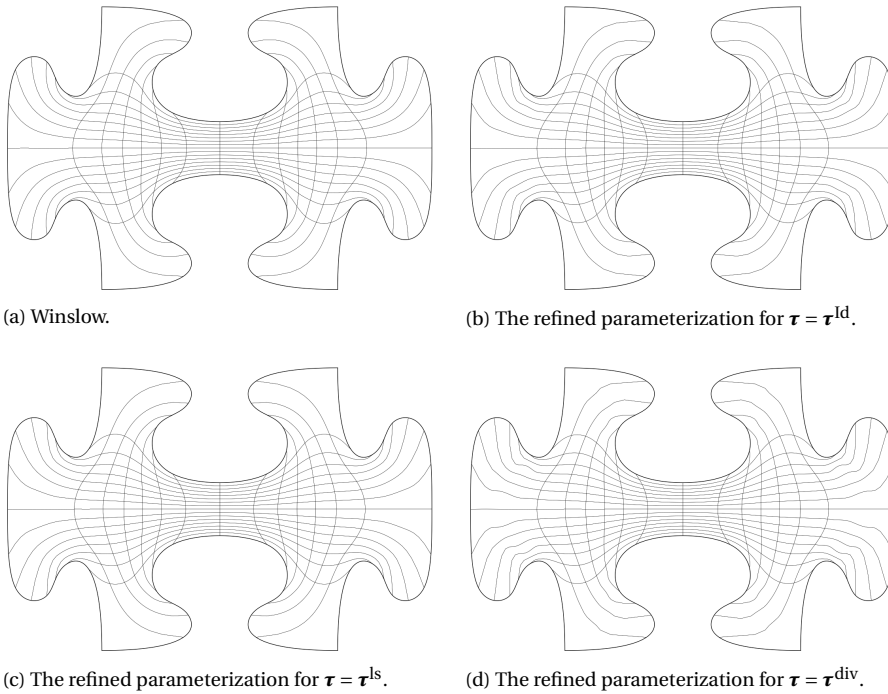 (a) Winslow.
(b) The refined parameterization for τ = τ^Id.
(c) The refined parameterization for τ = τ^ls.
(d) The refined parameterization for τ = τ^div.